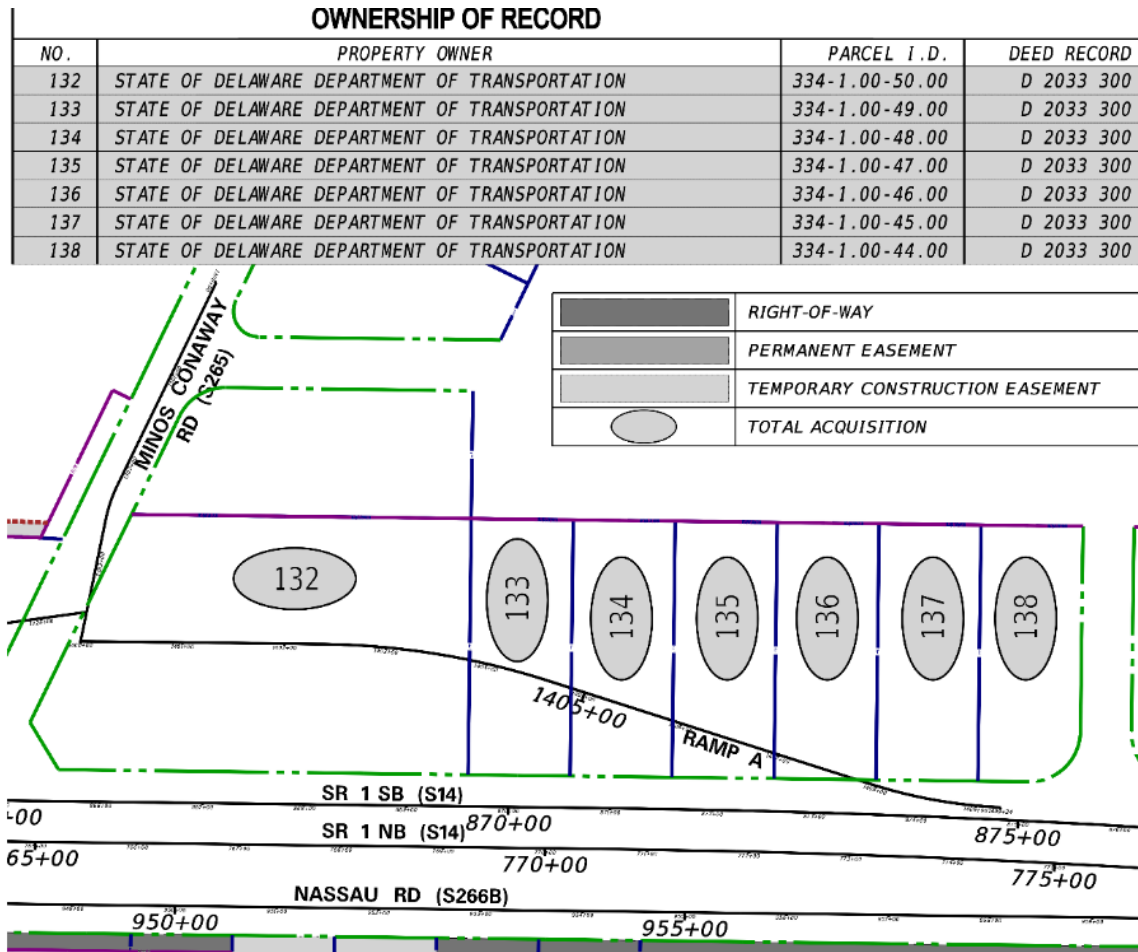 OWNERSHIP OF RECORD
NO. PROPERTY OWNER PARCEL I.D. DEED RECORD
132 STATE OF DELAWARE DEPARTMENT OF TRANSPORTATION 334-1.00-50.00 D 2033 300
133 STATE OF DELAWARE DEPARTMENT OF TRANSPORTATION 334-1.00-49.00 D 2033 300
134 STATE OF DELAWARE DEPARTMENT OF TRANSPORTATION 334-1.00-48.00 D 2033 300
135 STATE OF DELAWARE DEPARTMENT OF TRANSPORTATION 334-1.00-47.00 D 2033 300
136 STATE OF DELAWARE DEPARTMENT OF TRANSPORTATION 334-1.00-46.00 D 2033 300
137 STATE OF DELAWARE DEPARTMENT OF TRANSPORTATION 334-1.00-45.00 D 2033 300
138 STATE OF DELAWARE DEPARTMENT OF TRANSPORTATION 334-1.00-44.00 D 2033 300
RIGHT-OF-WAY
PERMANENT EASEMENT
TEMPORARY CONSTRUCTION EASEMENT
TOTAL ACQUISITION
MINOS CONAWAY
RD (S265)
132
133
134
135
136
137
138
1405+00
RAMP A
SR 1 SB (S14)
+00
870+00
875+00
SR 1 NB (S14)
65+00
770+00
775+00
NASSAU RD (S266B)
950+00
955+00